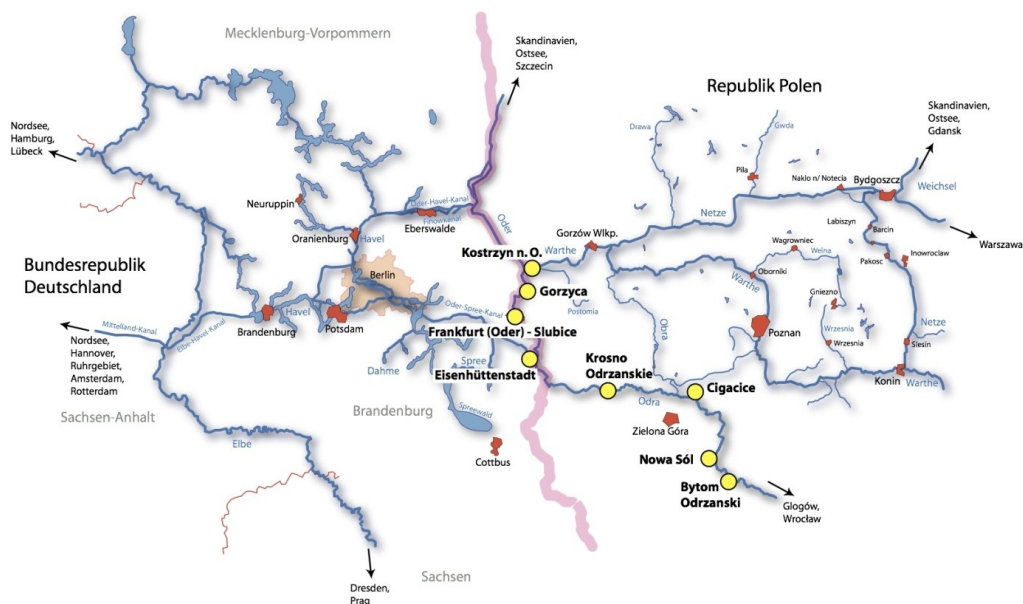 Mecklenburg-Vorpommern
Skandinavien,
Ostsee,
Szczecin
Republik Polen
Skandinavien,
Ostsee,
Gdansk
Nordsee,
Hamburg,
Lübeck
Drawa
Gwda
Pila
Naklo n/ Notecia
Bydgoszcz
Weichsel
Neuruppin
Oder-Havel-Kanal
Finowkanal
Eberswalde
Oder
Netze
Labiszyn
Barcin
Warszawa
Oranienburg
Havel
Gorzów Wlkp.
Warthe
Kostrzyn n. O.
Wagrowiec
Welna
Pakosc
Inowroclaw
Bundesrepublik
Deutschland
Berlin
Oborniki
Warthe
Gorzyca
Gniezno
Postomia
Oder-Spree-Kanal
Havel
Mittelland-Kanal
Elbe-Havel-Kanal
Brandenburg
Potsdam
Frankfurt (Oder) - Slubice
Obra
Poznan
Wrzesnia
Wrzesnia
Netze
Slesin
Nordsee,
Hannover,
Ruhrgebiet,
Amsterdam,
Rotterdam
Dahme
Spree
Eisenhüttenstadt
Krosno
Odrzanskie
Cigacice
Konin
Warthe
Sachsen-Anhalt
Brandenburg
Spreewald
Odra
Zielona Góra
Elbe
Cottbus
Nowa Sól
Bytom
Odrzanski
Glogów,
Wrocław
Sachsen
Dresden,
Prag